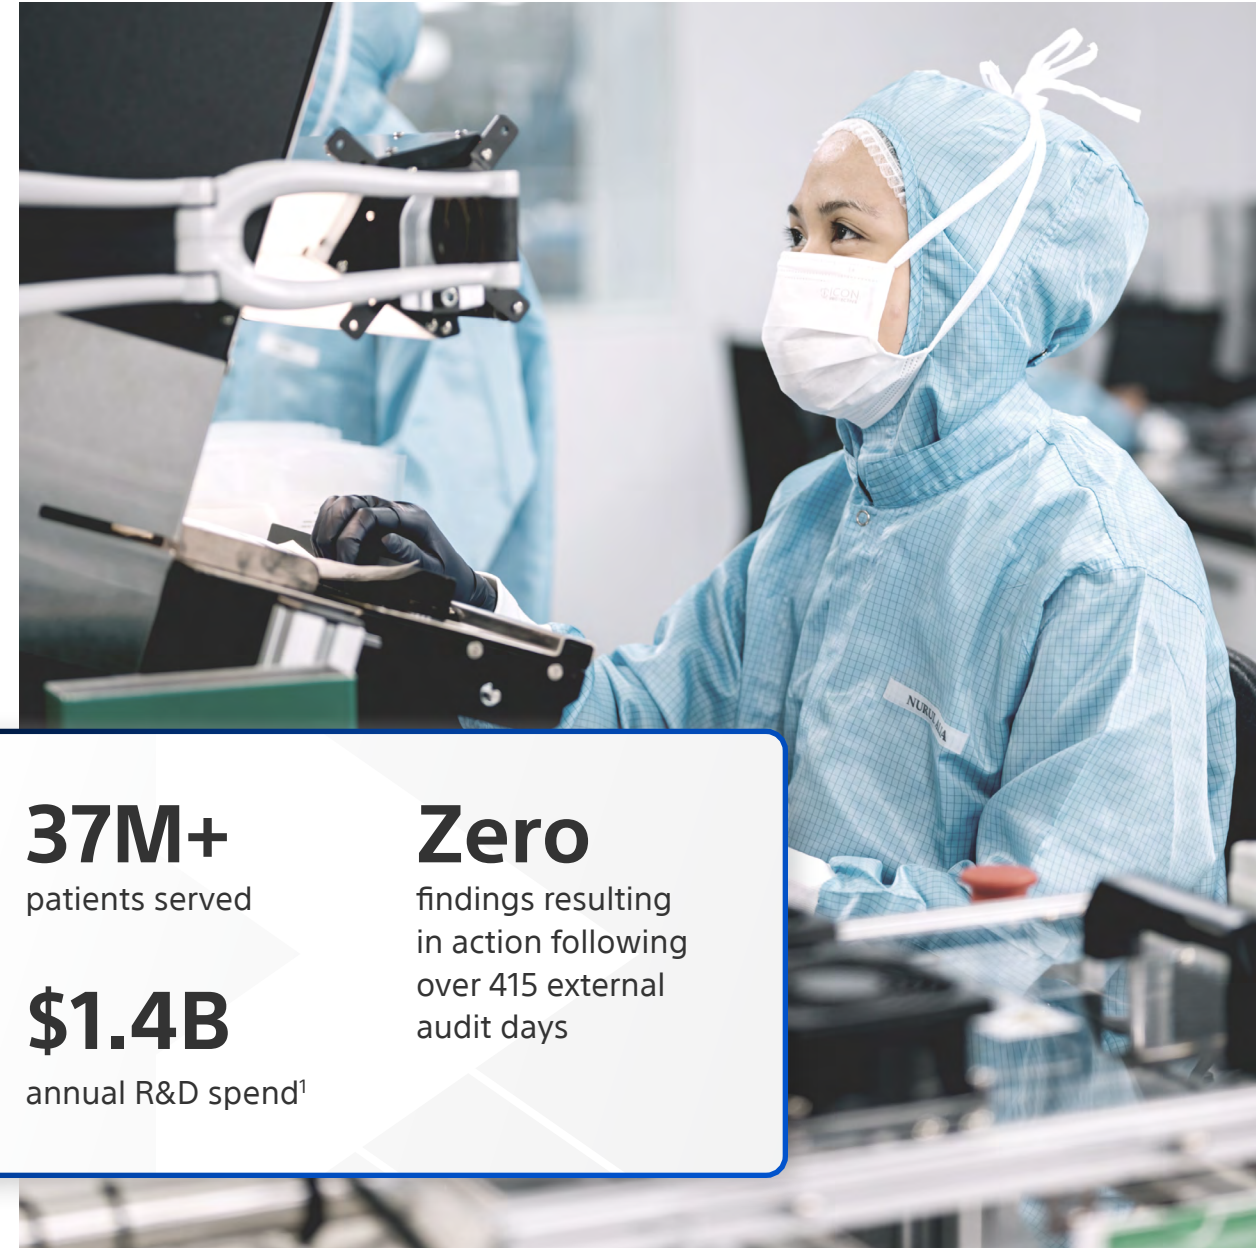 37M+
patients served
$1.4B
annual R&D spend¹
Zero
findings resulting
in action following
over 415 external
audit days